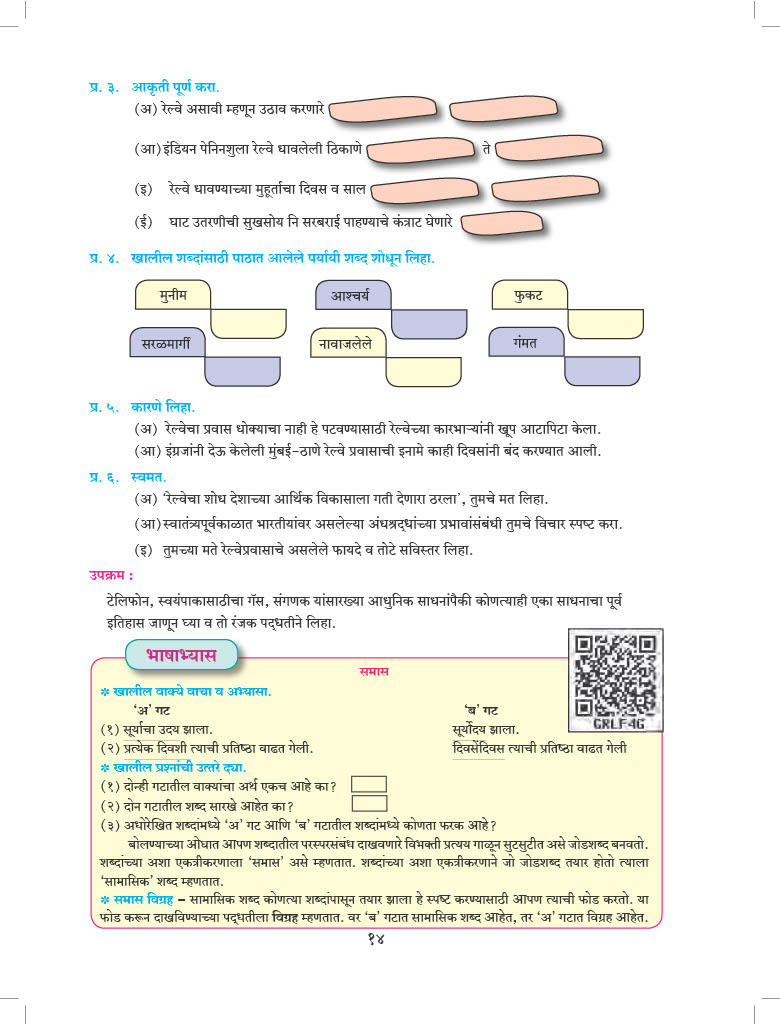 प्र. ३. आकृती पूर्ण करा.
(अ) रेल्वे असावी म्हणून उठाव करणारे
(आ) इंडियन पेनिनशुला रेल्वे धावलेली ठिकाणे ते
(इ) रेल्वे धावण्याच्या मुहूर्ताचा दिवस व साल
(ई) घाट उतरणीची सुखसोय नि सरबराई पाहण्याचे कंत्राट घेणारे
प्र. ४. खालील शब्दांसाठी पाठात आलेले पर्यायी शब्द शोधून लिहा.
मुनीम आश्चर्य फुकट
सरळमार्गी नावाजलेले गंमत
प्र. ५. कारणे लिहा.
(अ) रेल्वेचा प्रवास धोक्याचा नाही हे पटवण्यासाठी रेल्वेच्या कारभाऱ्यांनी खूप आटापिटा केला.
(आ) इंग्रजांनी देऊ केलेली मुंबई-ठाणे रेल्वे प्रवासाची इनामे काही दिवसांनी बंद करण्यात आली.
प्र. ६. स्वमत.
(अ) ‘रेल्वेचा शोध देशाच्या आर्थिक विकासाला गती देणारा ठरला’, तुमचे मत लिहा.
(आ) स्वातंत्र्यपूर्वकाळात भारतीयांवर असलेल्या अंधश्रद्धांच्या प्रभावांसंबंधी तुमचे विचार स्पष्ट करा.
(इ) तुमच्या मते रेल्वेप्रवासाचे असलेले फायदे व तोटे सविस्तर लिहा.
उपक्रम :
टेलिफोन, स्वयंपाकासाठीचा गॅस, संगणक यांसारख्या आधुनिक साधनांपैकी कोणत्याही एका साधनाचा पूर्व
इतिहास जाणून घ्या व तो रंजक पद्धतीने लिहा.
भाषाभ्यास
GRLF4G
समास
* खालील वाक्ये वाचा व अभ्यासा.
‘अ’ गट ‘ब’ गट
(१) सूर्याचा उदय झाला. सूर्योदय झाला.
(२) प्रत्येक दिवशी त्याची प्रतिष्ठा वाढत गेली. दिवसेंदिवस त्याची प्रतिष्ठा वाढत गेली
* खालील प्रश्नांची उत्तरे द्या.
(१) दोन्ही गटातील वाक्यांचा अर्थ एकच आहे का?
(२) दोन गटातील शब्द सारखे आहेत का?
(३) अधोरेखित शब्दांमध्ये ‘अ’ गट आणि ‘ब’ गटातील शब्दांमध्ये कोणता फरक आहे?
बोलण्याच्या ओघात आपण शब्दातील परस्परसंबंध दाखवणारे विभक्ती प्रत्यय गाळून सुटसुटीत असे जोडशब्द बनवतो.
शब्दांच्या अशा एकत्रीकरणाला ‘समास’ असे म्हणतात. शब्दांच्या अशा एकत्रीकरणाने जो जोडशब्द तयार होतो त्याला
‘सामासिक’ शब्द म्हणतात.
* समास विग्रह – सामासिक शब्द कोणत्या शब्दांपासून तयार झाला हे स्पष्ट करण्यासाठी आपण त्याची फोड करतो. या
फोड करून दाखविण्याच्या पद्धतीला विग्रह म्हणतात. वर ‘ब’ गटात सामासिक शब्द आहेत, तर ‘अ’ गटात विग्रह आहेत.
१४